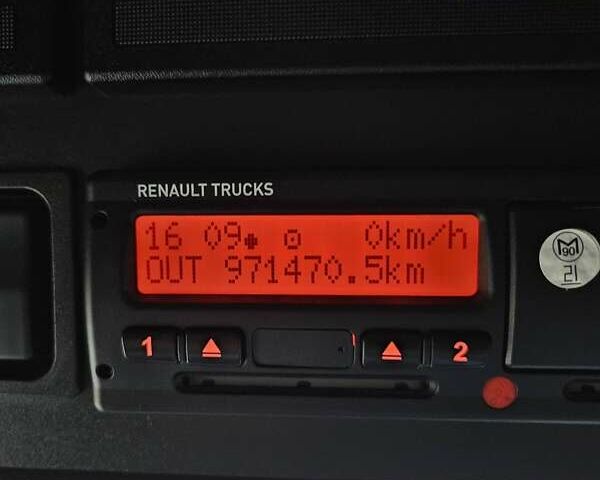 RENAULT TRUCKS
16 09 0km/h
OUT 971470.5km
1 2
M
90
21